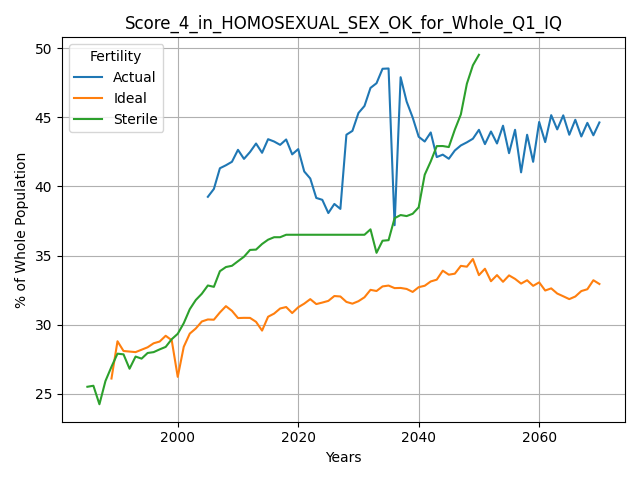 Score_4_in_HOMOSEXUAL_SEX_OK_for_Whole_Q1_IQ
Fertility
Actual
Ideal
Sterile
% of Whole Population
50
45
40
35
30
25
2000
2020
2040
2060
Years